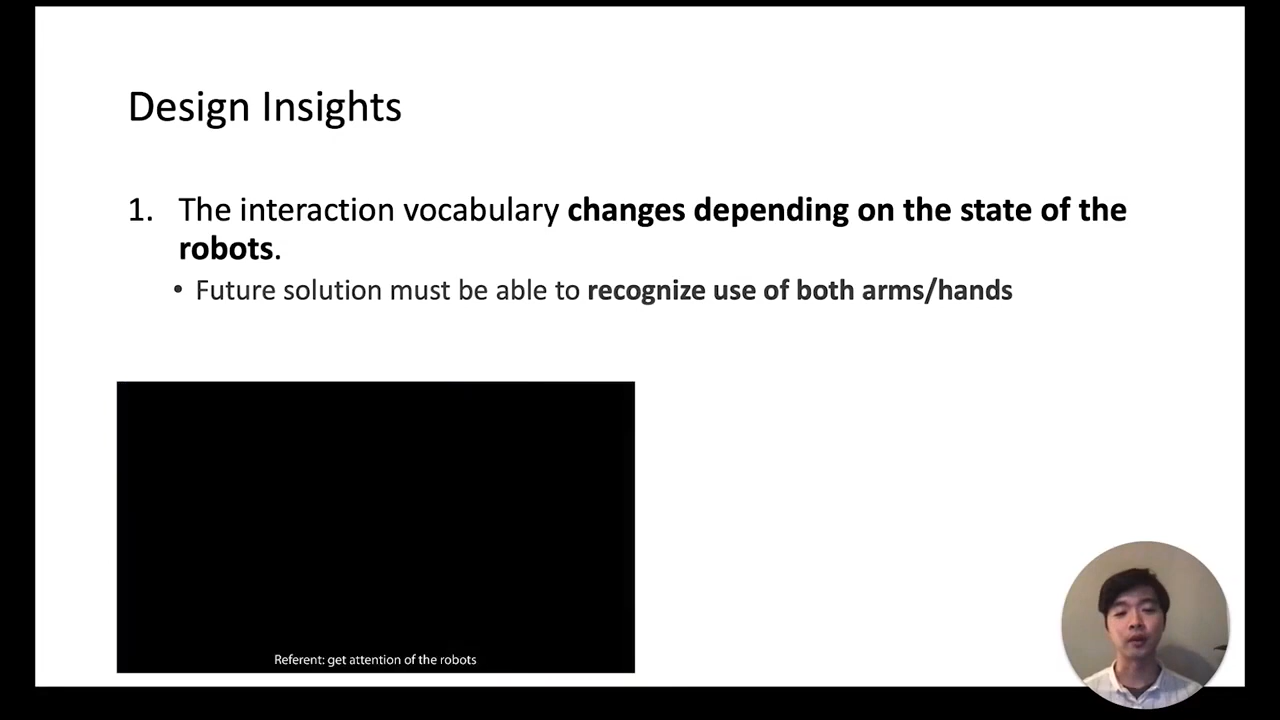 Design Insights
1. The interaction vocabulary changes depending on the state of the
robots.
• Future solution must be able to recognize use of both arms/hands
Referent: get attention of the robots